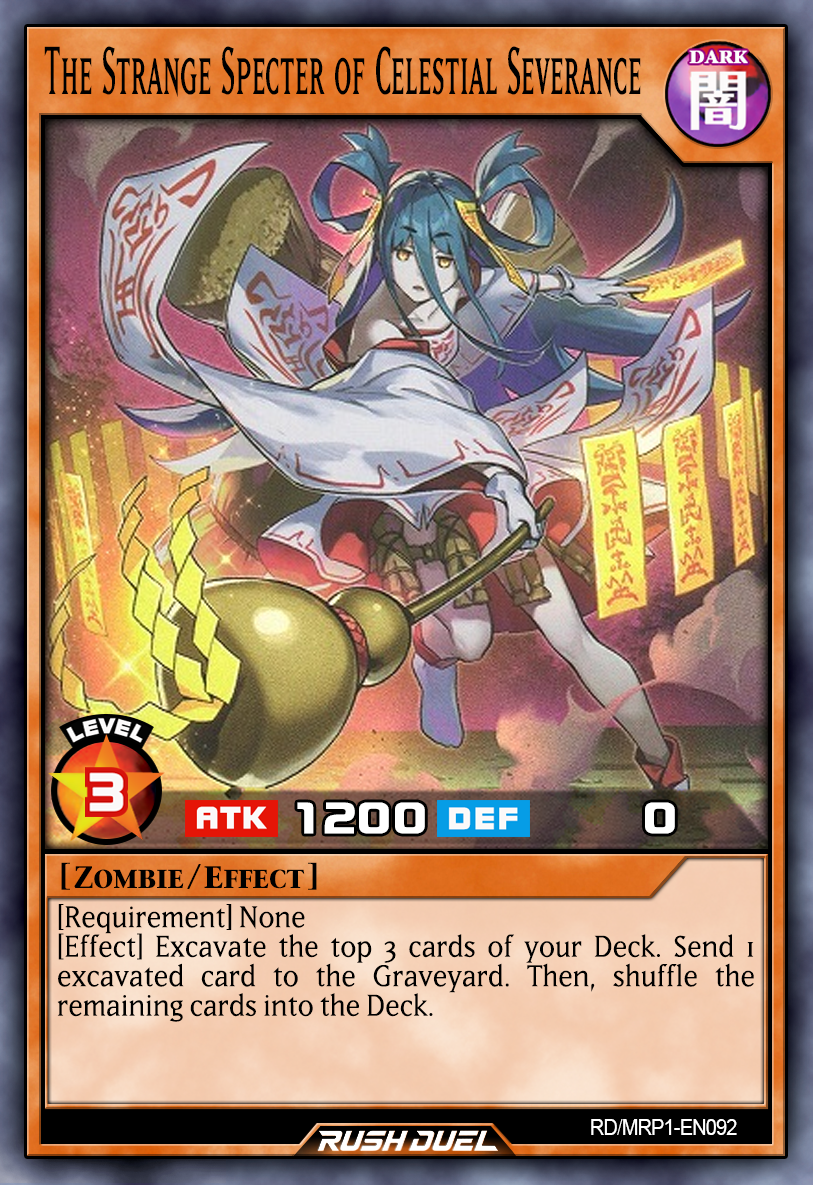 THE STRANGE SPECTER OF CELESTIAL SEVERANCE
DARK
闇
LEVEL
3
ATK 1200 DEF 0
[ZOMBIE/EFFECT]
[Requirement] None
[Effect] Excavate the top 3 cards of your Deck. Send 1
excavated card to the Graveyard. Then, shuffle the
remaining cards into the Deck.
RUSH DUEL
RD/MRP1-EN092